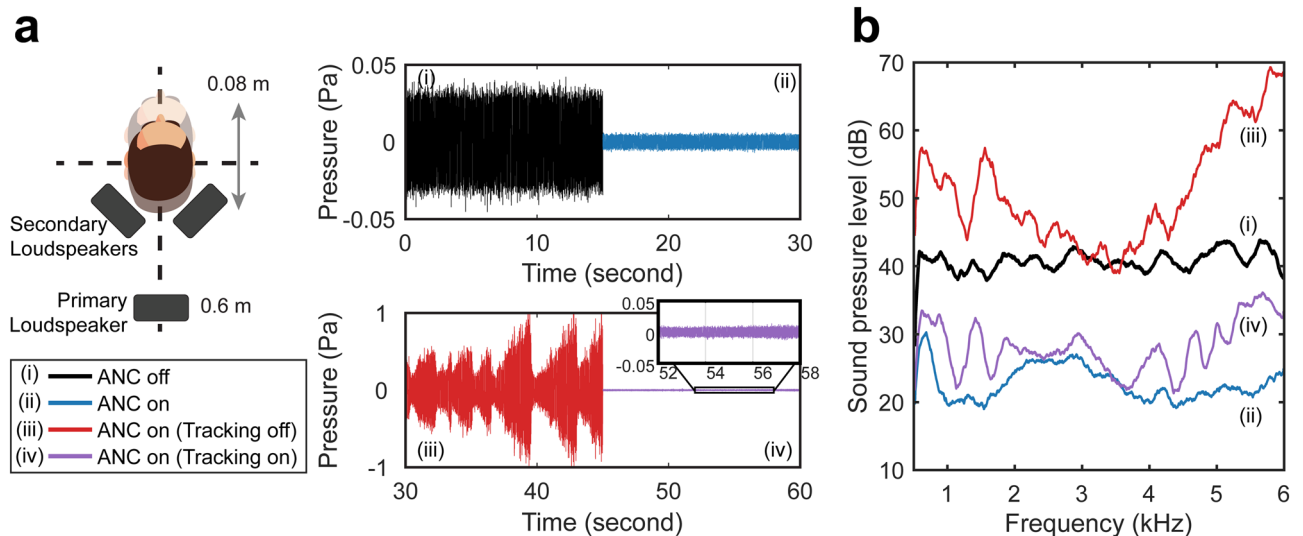 a
0.08 m
Secondary
Loudspeakers
Primary
Loudspeaker
0.6 m
(i) ANC off
(ii) ANC on
(iii) ANC on (Tracking off)
(iv) ANC on (Tracking on)
Pressure (Pa)
0.05
0
-0.05
(i)
(ii)
0 10 20 30
Time (second)
Pressure (Pa)
1
0
-1
(iii)
(iv)
0.05
0
-0.05
52 54 56 58
30 40 50 60
Time (second)
b
Sound pressure level (dB)
70
60
50
40
30
20
10
(iii)
(i)
(iv)
(ii)
1 2 3 4 5 6
Frequency (kHz)